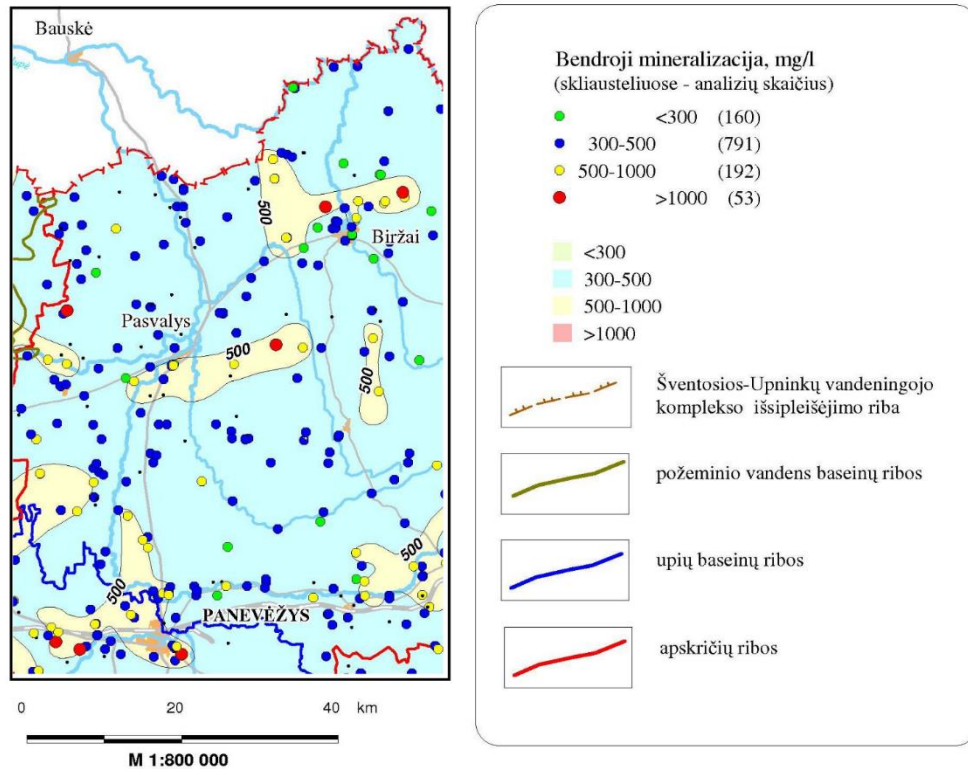 Bauskė
500
Biržai
Pasvalys
500
500
500
500
PANEVĖŽYS
0 20 40 km
M 1:800 000
Bendroji mineralizacija, mg/l
(skliausteliuose - analizių skaičius)
<300 (160)
300-500 (791)
500-1000 (192)
>1000 (53)
<300
300-500
500-1000
>1000
Šventosios-Upninkų vandeningojo
komplekso išsipleišėjimo riba
požeminio vandens baseinų ribos
upių baseinų ribos
apskričių ribos